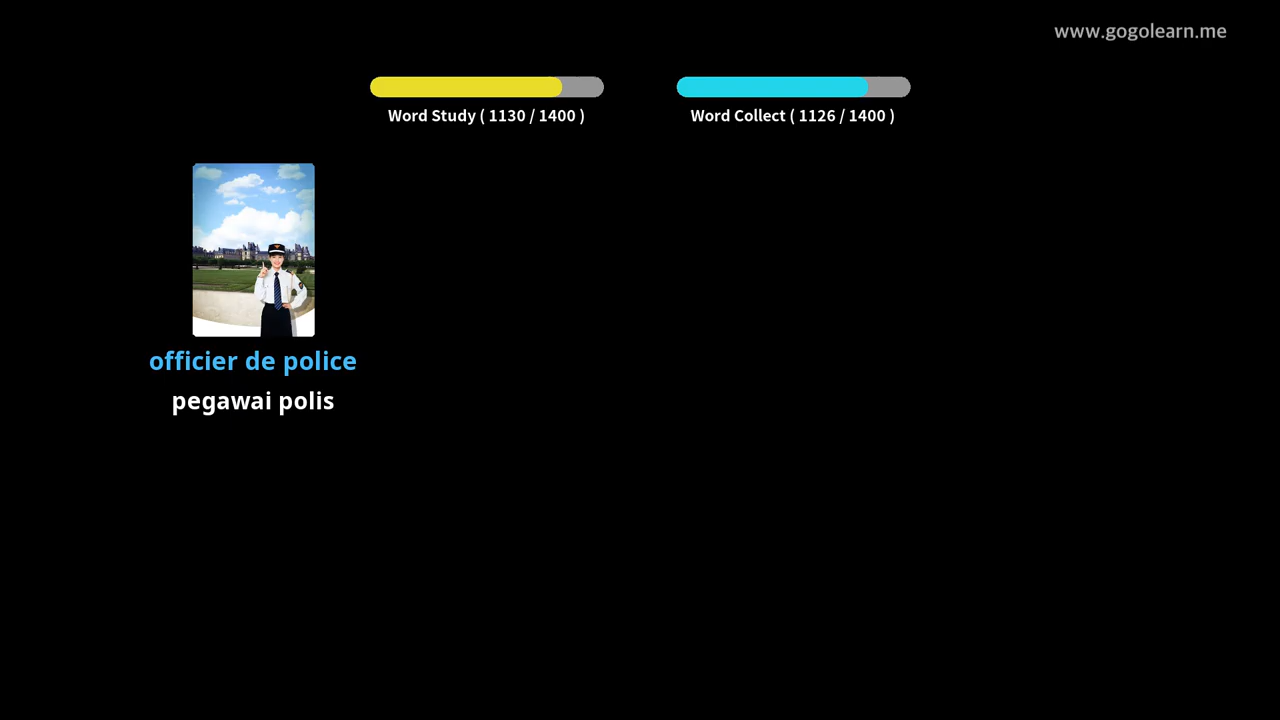 www.gogolearn.me
Word Study ( 1130 / 1400 )
Word Collect ( 1126 / 1400 )
officier de police
pegawai polis